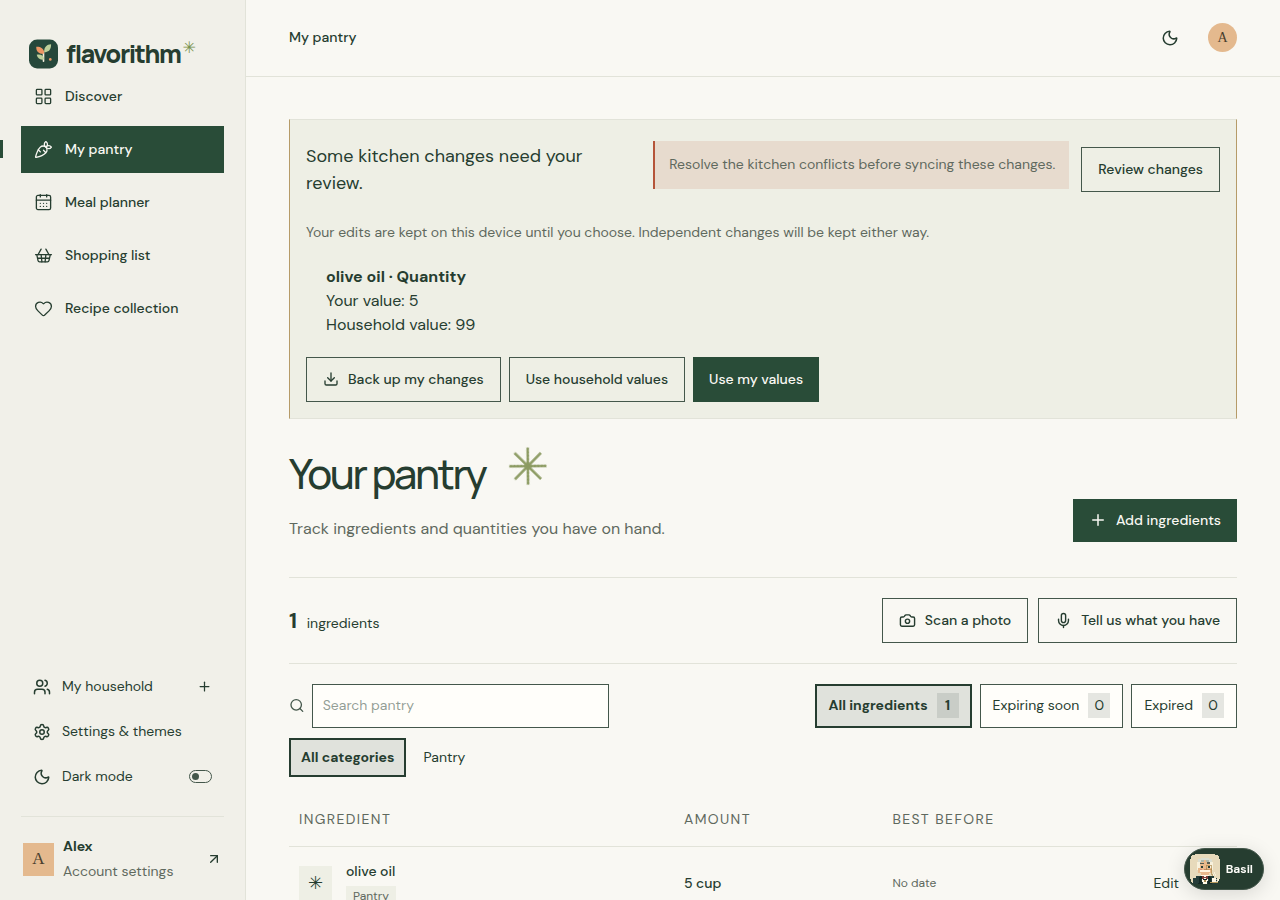 flavorithm
Discover
My pantry
Meal planner
Shopping list
Recipe collection
My household
Settings & themes
Dark mode
A
Alex
Account settings
My pantry
A
Some kitchen changes need your
review.
Resolve the kitchen conflicts before syncing these changes.
Review changes
Your edits are kept on this device until you choose. Independent changes will be kept either way.
olive oil · Quantity
Your value: 5
Household value: 99
Back up my changes
Use household values
Use my values
Your pantry
Track ingredients and quantities you have on hand.
Add ingredients
1 ingredients
Scan a photo
Tell us what you have
Search pantry
All ingredients 1
Expiring soon 0
Expired 0
All categories
Pantry
INGREDIENT AMOUNT BEST BEFORE
olive oil
Pantry
5 cup
No date
Edit
Basil